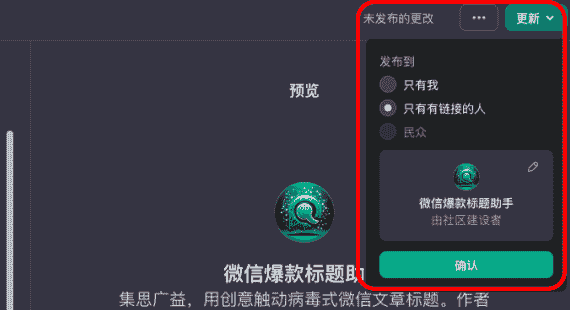 未发布的更改
···
更新
发布到
只有我
只有有链接的人
民众
预览
微信爆款标题助手
由社区建设者
确认
微信爆款标题助
集思广益，用创意触动病毒式微信文章标题。作者